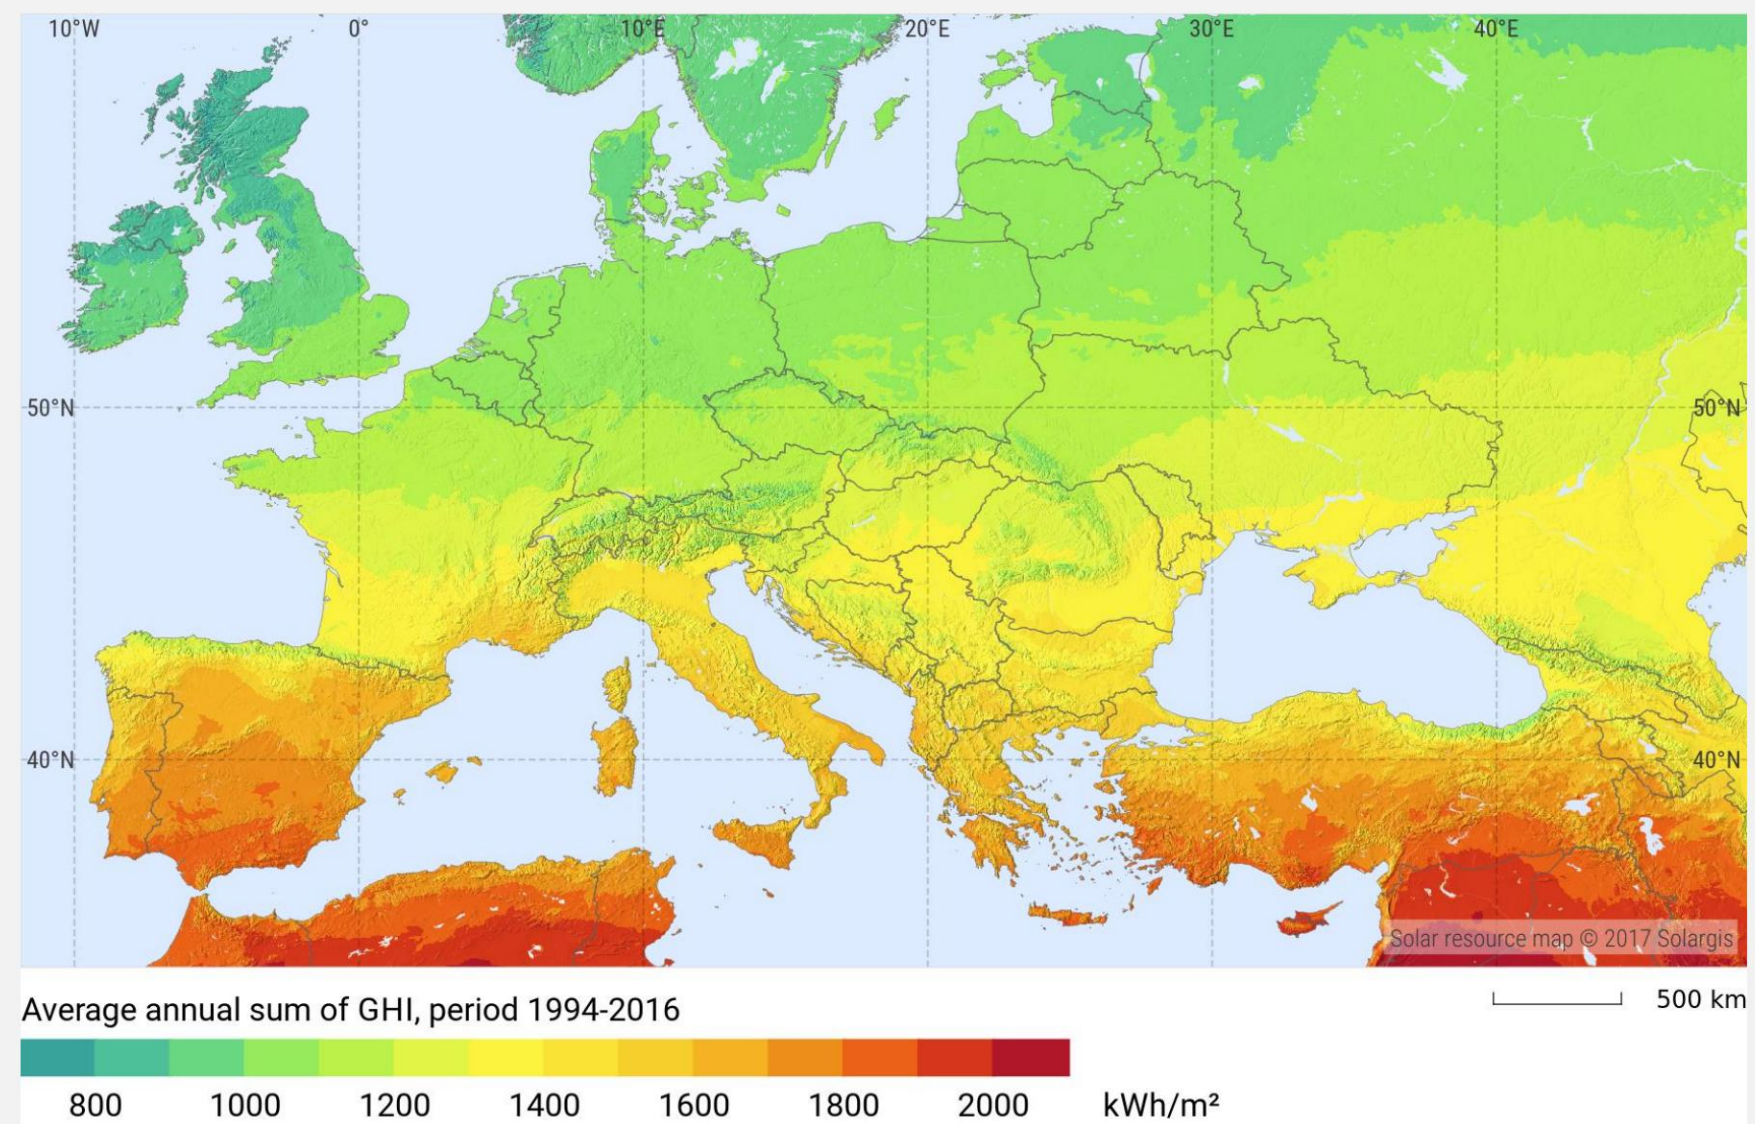 10°W 0° 10°E 20°E 30°E 40°E
50°N 50°N
40°N 40°N
Solar resource map © 2017 Solargis
Average annual sum of GHI, period 1994-2016
500 km
800 1000 1200 1400 1600 1800 2000 kWh/m²